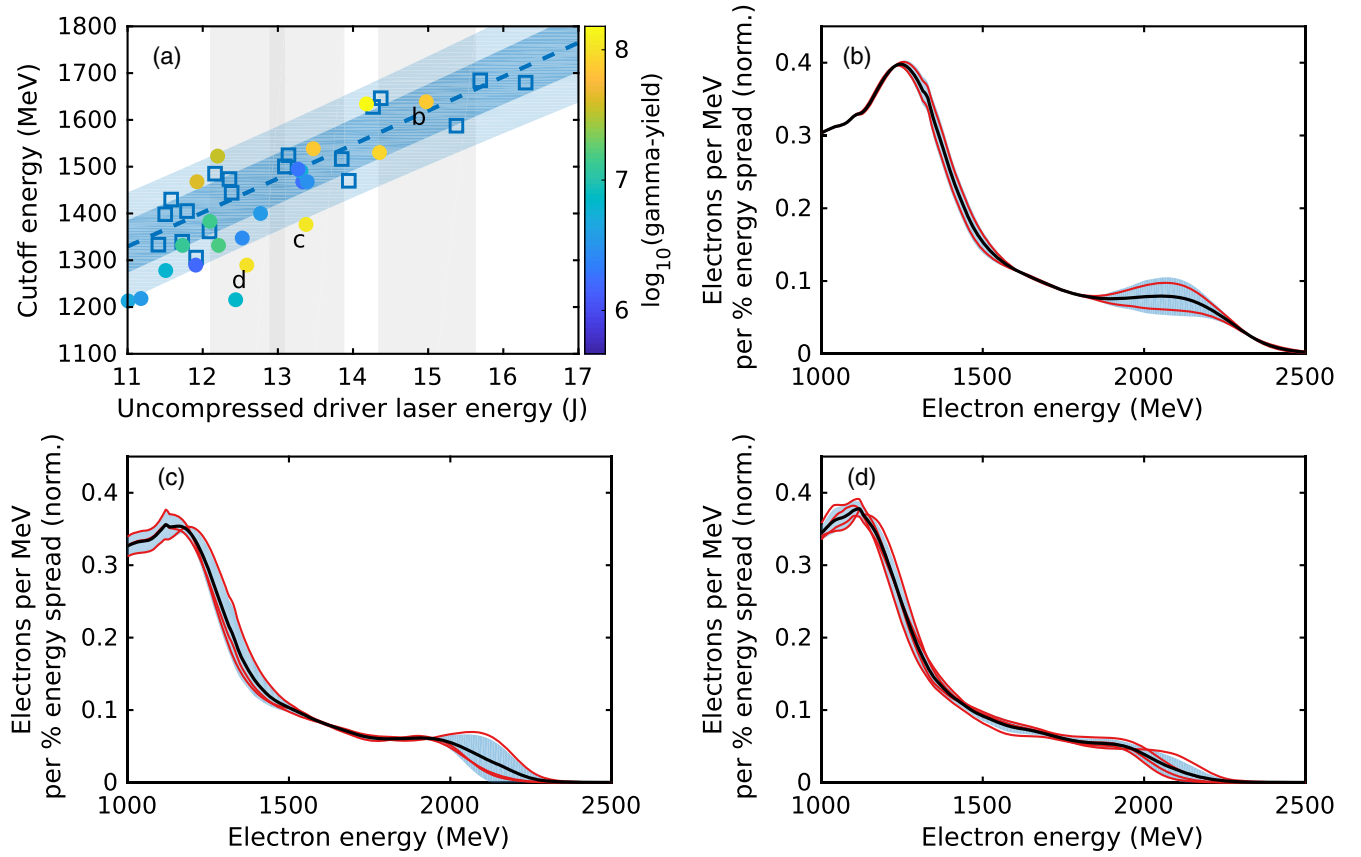 (a)
1800
1700
1600
1500
1400
1300
1200
1100
Cutoff energy (MeV)
b
c
d
11 12 13 14 15 16 17
Uncompressed driver laser energy (J)
8
7
6
log10(gamma-yield)
(b)
0.4
0.3
0.2
0.1
0
Electrons per MeV
per % energy spread (norm.)
1000 1500 2000 2500
Electron energy (MeV)
(c)
0.4
0.3
0.2
0.1
0
Electrons per MeV
per % energy spread (norm.)
1000 1500 2000 2500
Electron energy (MeV)
(d)
0.4
0.3
0.2
0.1
0
Electrons per MeV
per % energy spread (norm.)
1000 1500 2000 2500
Electron energy (MeV)